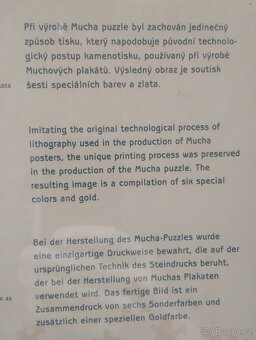 Při výrobě Mucha puzzle byl zachován jedinečný
způsob tisku, který napodobuje původní technolo-
gický postup kamenotisku, používaný při výrobě
Muchových plakátů. Výsledný obraz je soutisk
šesti speciálních barev a zlata.
Imitating the original technological process of
lithography used in the production of Mucha
posters, the unique printing process was preserved
in the production of the Mucha puzzle. The
resulting image is a compilation of six special
colors and gold.
Bei der Herstellung des Mucha-Puzzles wurde
eine einzigartige Druckweise bewahrt, die auf der
ursprünglichen Technik des Steindrucks beruht,
der bei der Herstellung von Muchas Plakaten
verwendet wird. Das fertige Bild ist ein
Zusammendruck von sechs Sonderfarben und
zusätzlich einer speziellen Goldfarbe.